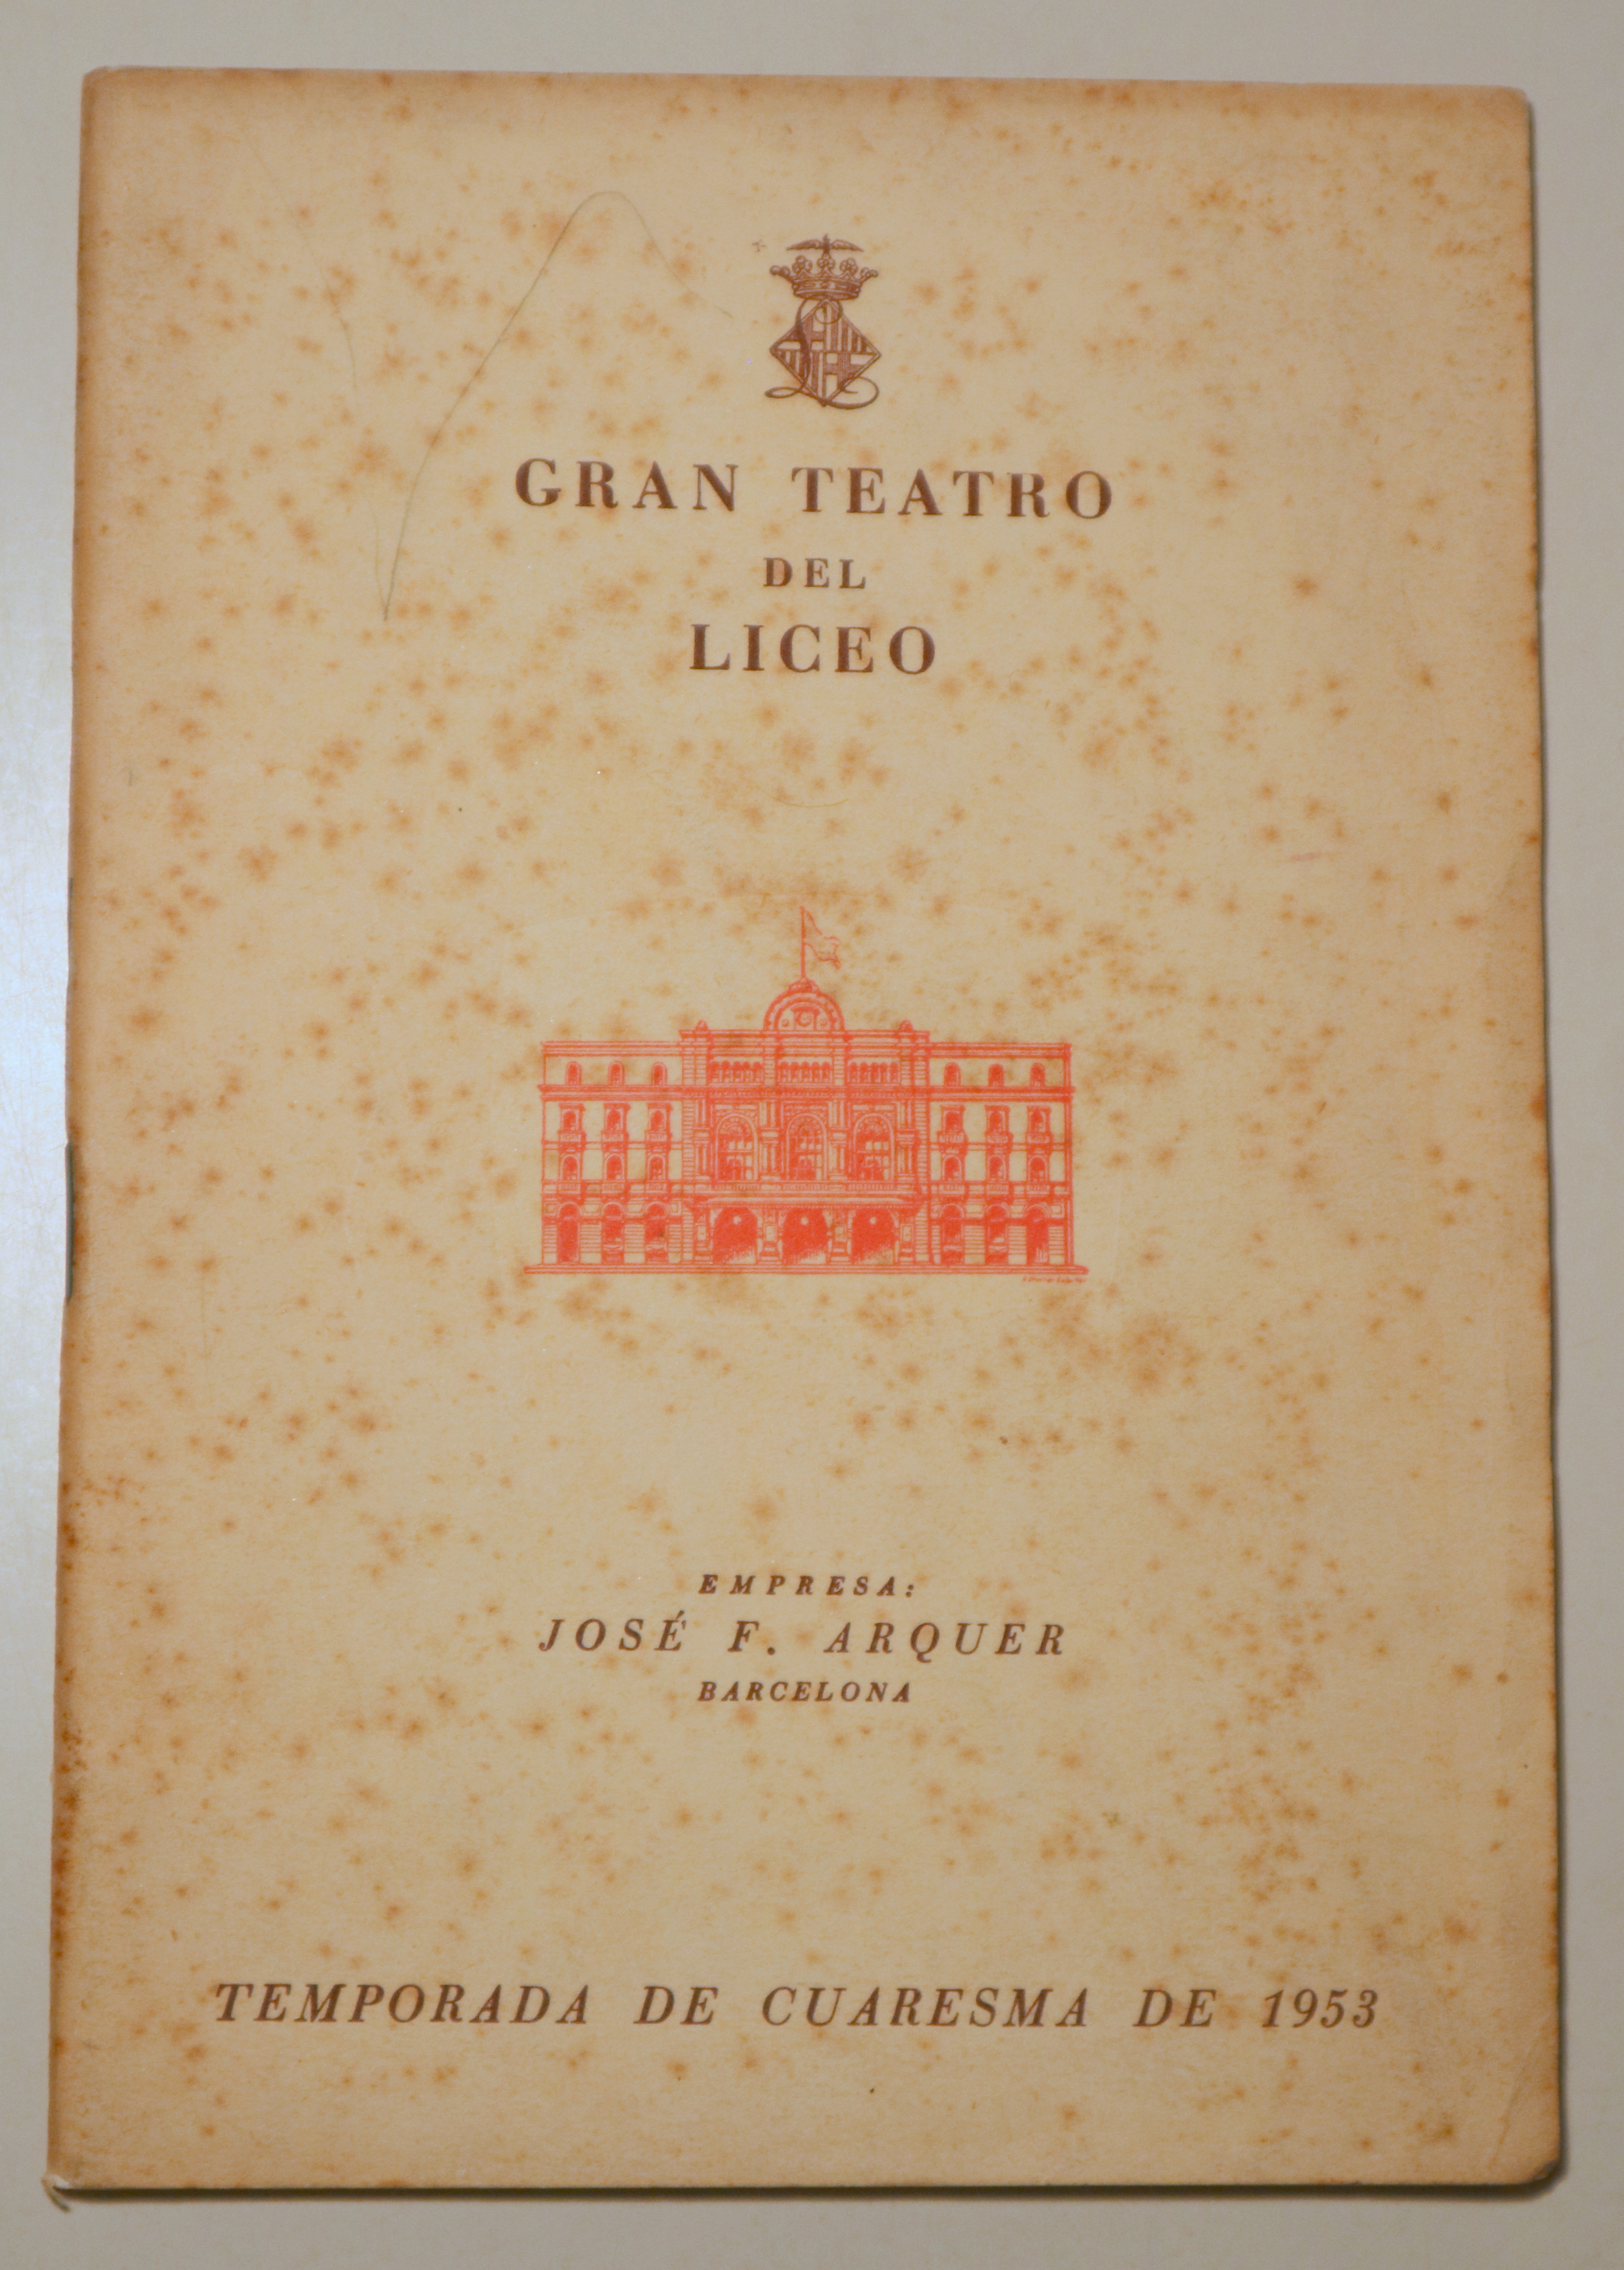 GRAN TEATRO
DEL
LICEO
EMPRESA:
JOSÉ F. ARQUER
BARCELONA
TEMPORADA DE CUARESMA DE 1953